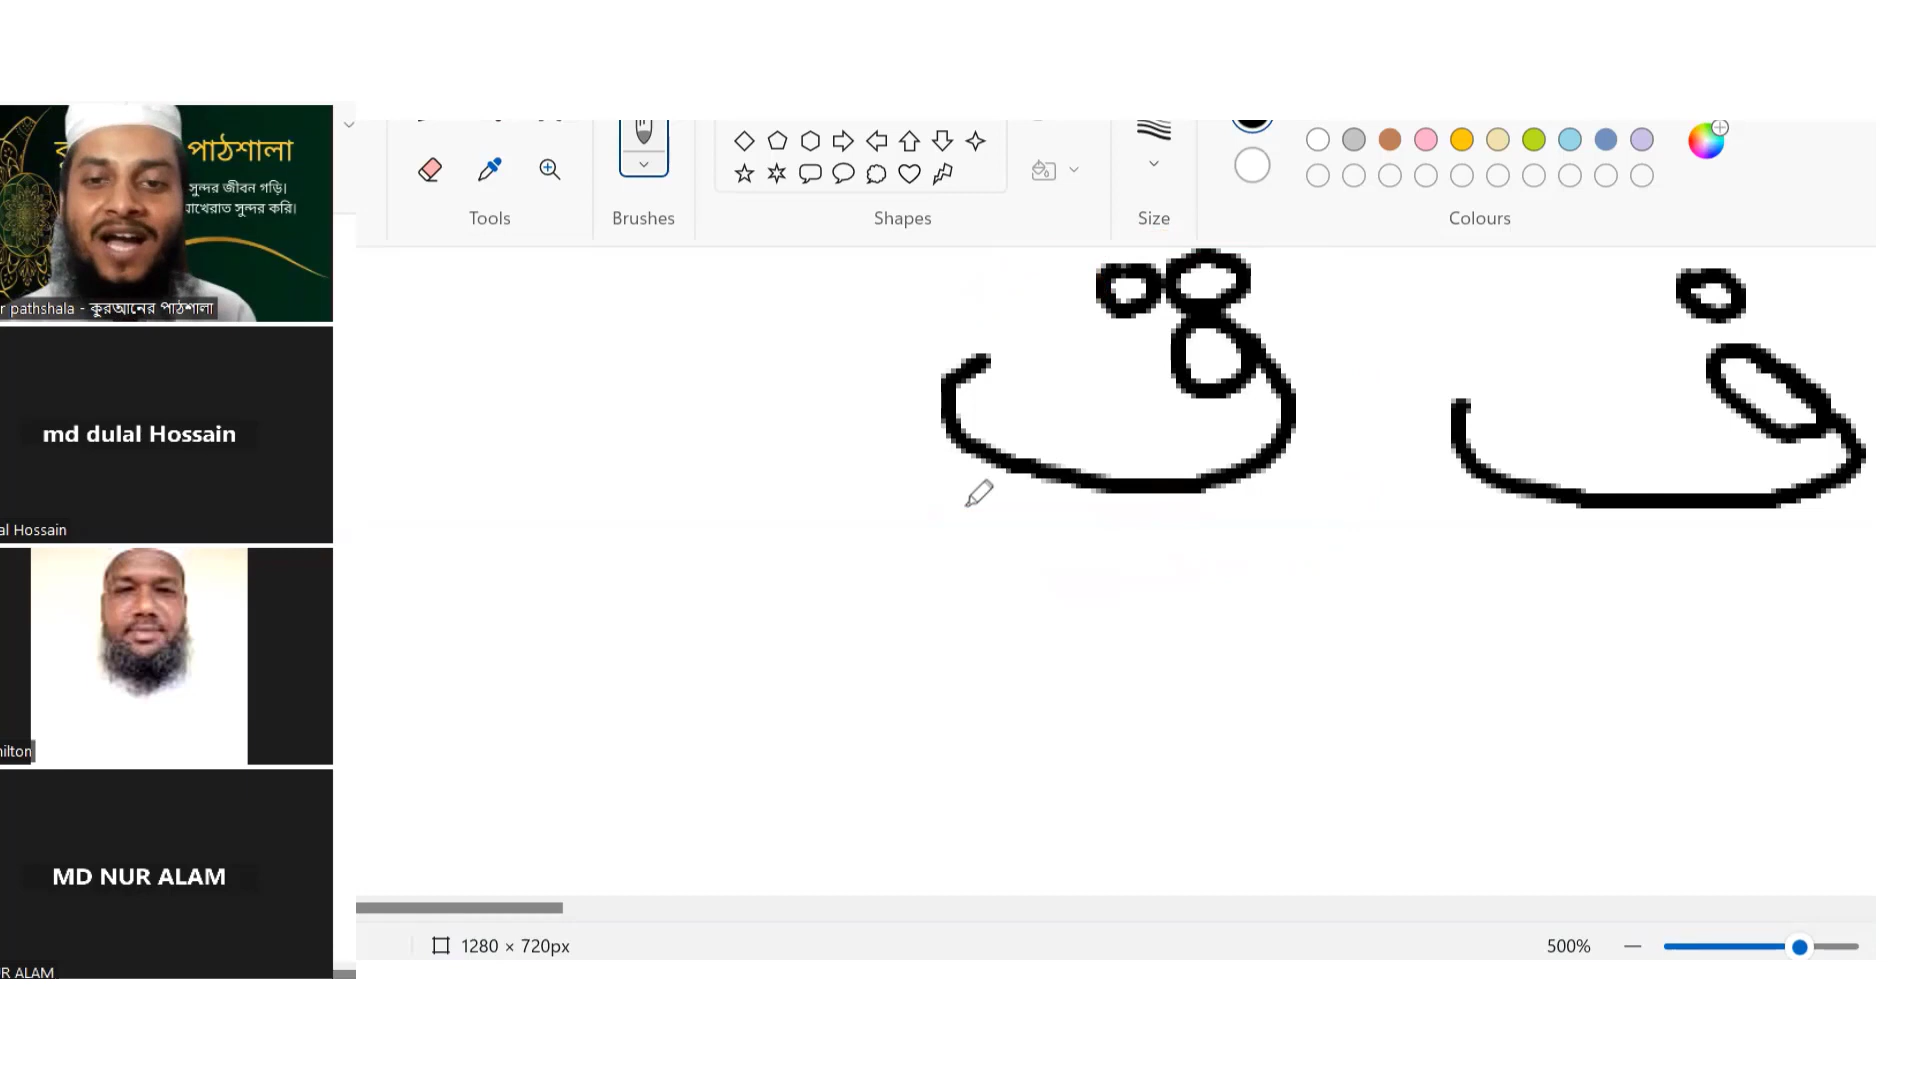 পাঠশালা
সুন্দর জীবন গড়ি।
সুন্দর করি।
r pathshala - কুরআনের পাঠশালা
md dulal Hossain
al Hossain
MD NUR ALAM
R ALAM
Tools
Brushes
Shapes
Size
Colours
ق ف
1280 × 720px
500%